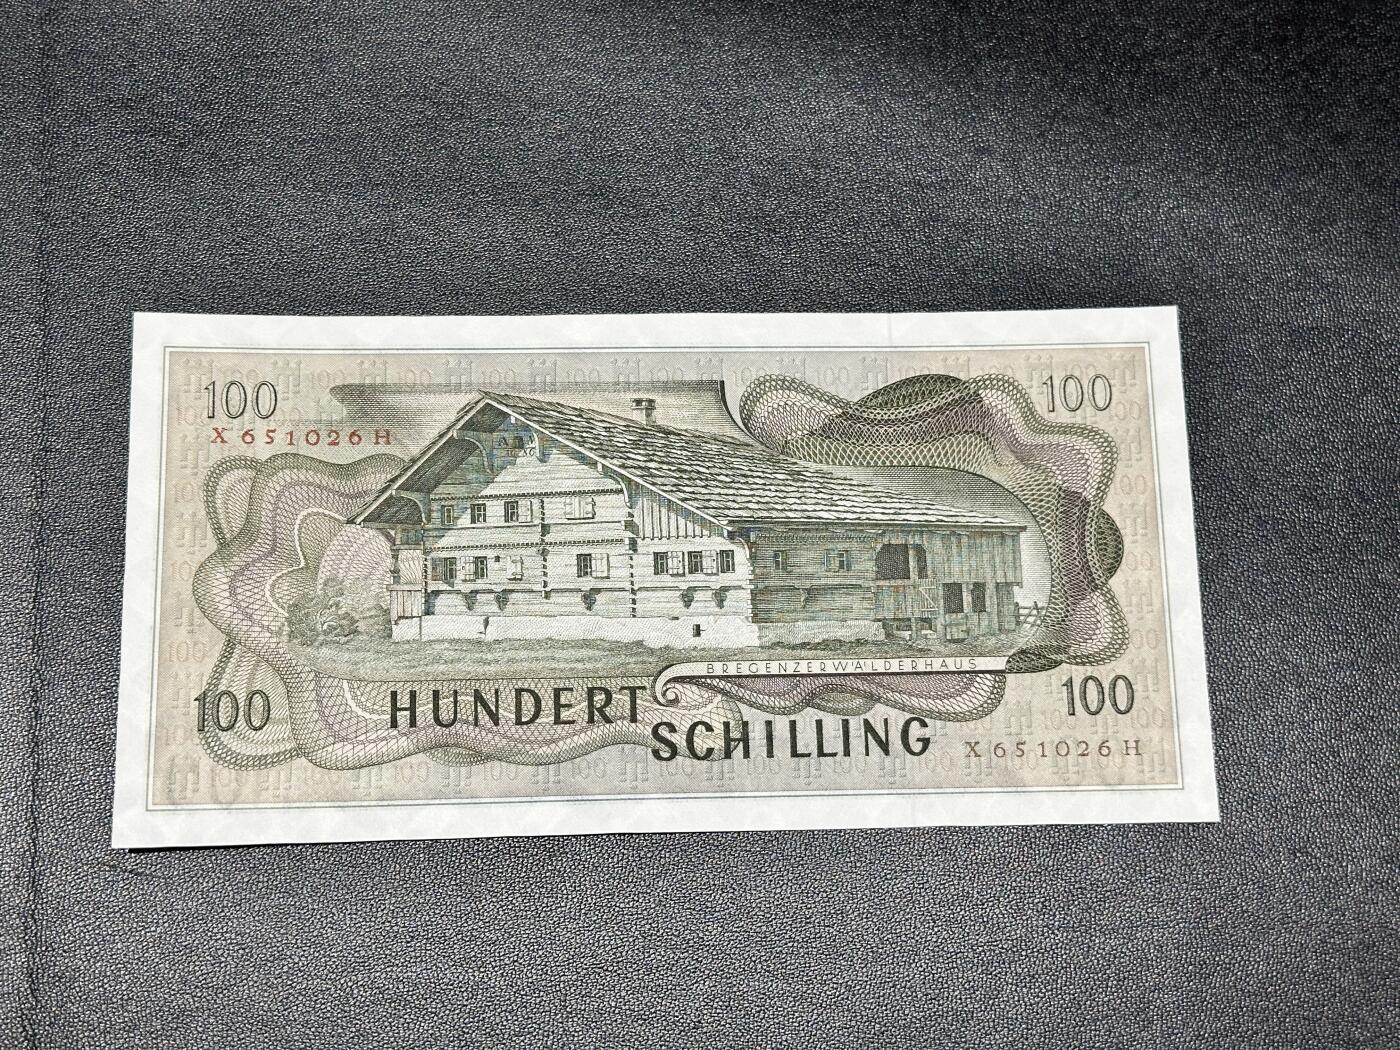 100
100
X 651026 H
BREGENZERWÄLDERHAUS
100
100
HUNDERT
SCHILLING
X 651026 H